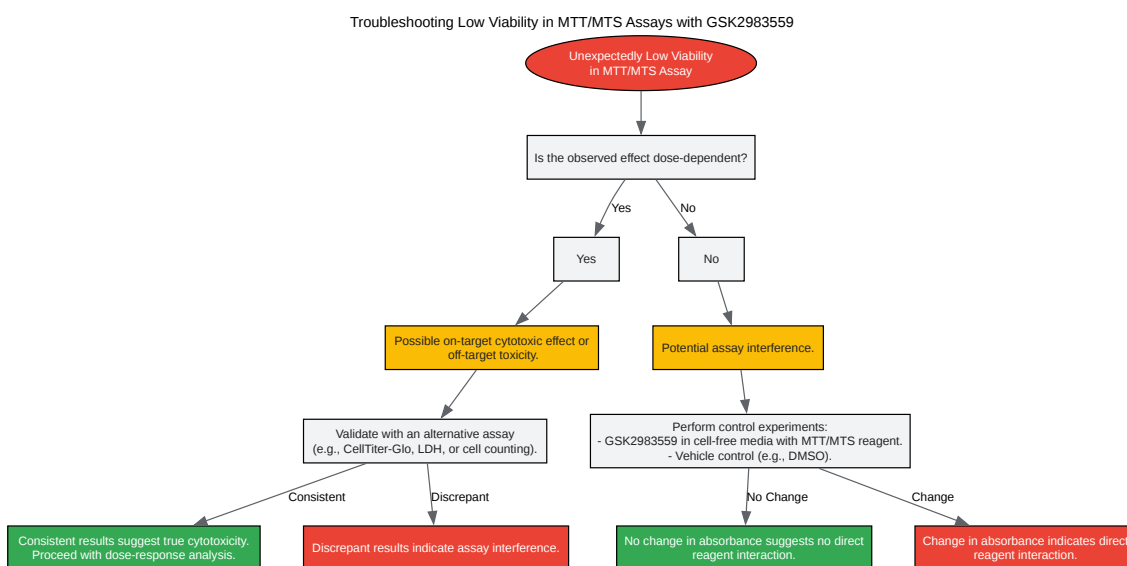 Troubleshooting Low Viability in MTT/MTS Assays with GSK2983559
Unexpectedly Low Viability
in MTT/MTS Assay
Is the observed effect dose-dependent?
Yes
No
Yes
No
Possible on-target cytotoxic effect or
off-target toxicity.
Potential assay interference.
Validate with an alternative assay
(e.g., CellTiter-Glo, LDH, or cell counting).
Perform control experiments:
- GSK2983559 in cell-free media with MTT/MTS reagent.
- Vehicle control (e.g., DMSO).
Consistent
Discrepant
No Change
Change
Consistent results suggest true cytotoxicity.
Proceed with dose-response analysis.
Discrepant results indicate assay interference.
No change in absorbance suggests no direct
reagent interaction.
Change in absorbance indicates direct
reagent interaction.